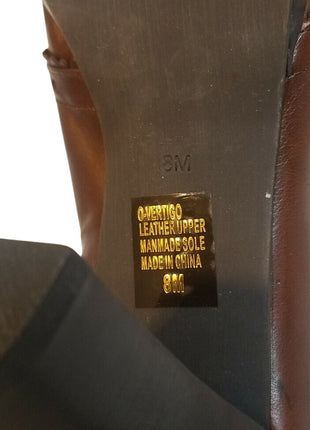 8M
O-VERTIGO
LEATHER UPPER
MANMADE SOLE
MADE IN CHINA
8M